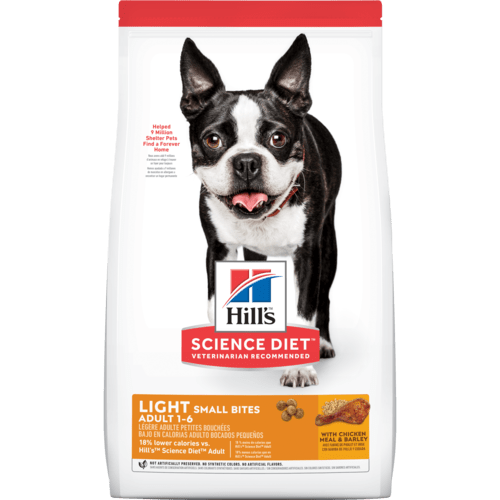 Helped
9 Million
Shelter Pets
Find a Forever
Home
Hill's
SCIENCE DIET™
VETERINARIAN RECOMMENDED
LIGHT SMALL BITES
ADULT 1-6
LÉGÈRE ADULTE PETITES BOUCHÉES
BAJO EN CALORÍAS ADULTO BOCADOS PEQUEÑOS
18% lower calories vs.
Hill's™ Science Diet™ Adult
WITH CHICKEN
MEAL & BARLEY
NOT ARTIFICIALLY PRESERVED. NO SYNTHETIC COLORS. NO ARTIFICIAL FLAVORS.